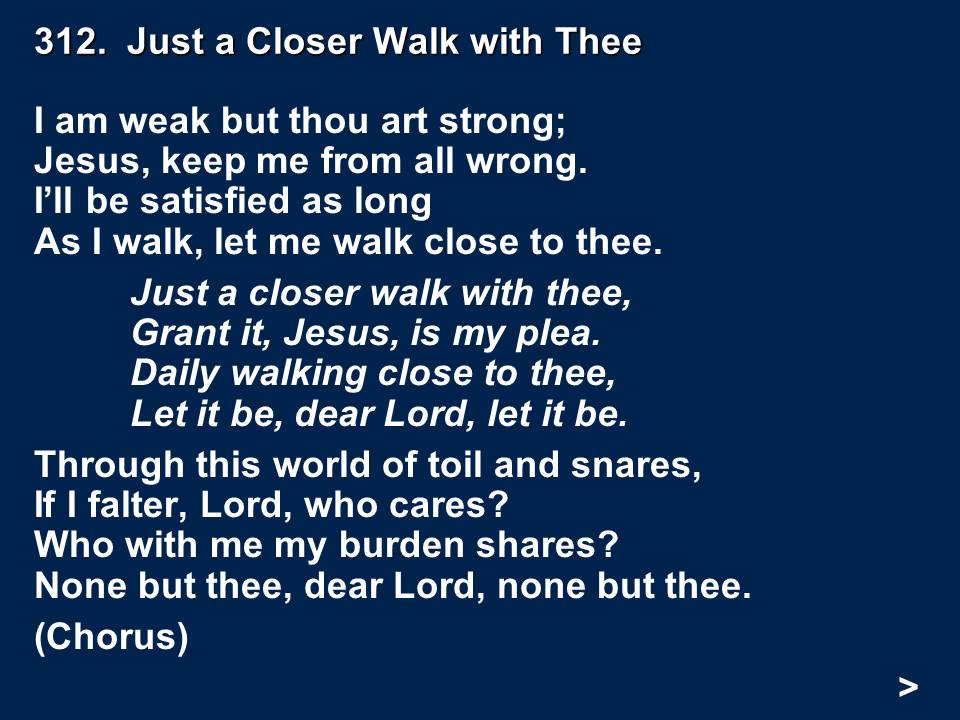 312. Just a Closer Walk with Thee
I am weak but thou art strong;
Jesus, keep me from all wrong.
I’ll be satisfied as long
As I walk, let me walk close to thee.
Just a closer walk with thee,
Grant it, Jesus, is my plea.
Daily walking close to thee,
Let it be, dear Lord, let it be.
Through this world of toil and snares,
If I falter, Lord, who cares?
Who with me my burden shares?
None but thee, dear Lord, none but thee.
(Chorus)
>